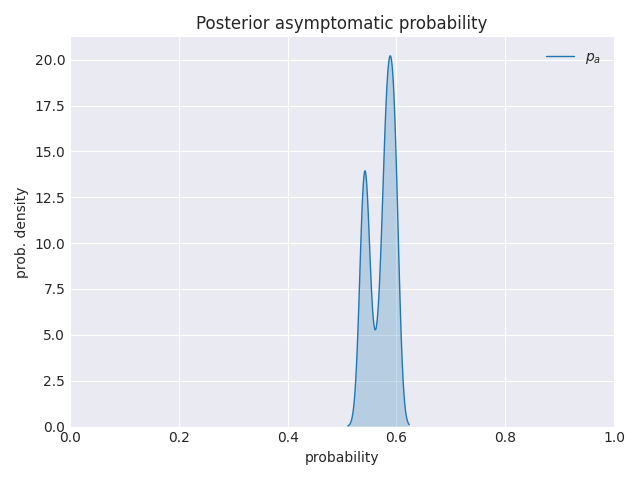 Posterior asymptomatic probability
20.0
17.5
15.0
12.5
10.0
7.5
5.0
2.5
0.0
prob. density
pₐ
0.0 0.2 0.4 0.6 0.8 1.0
probability